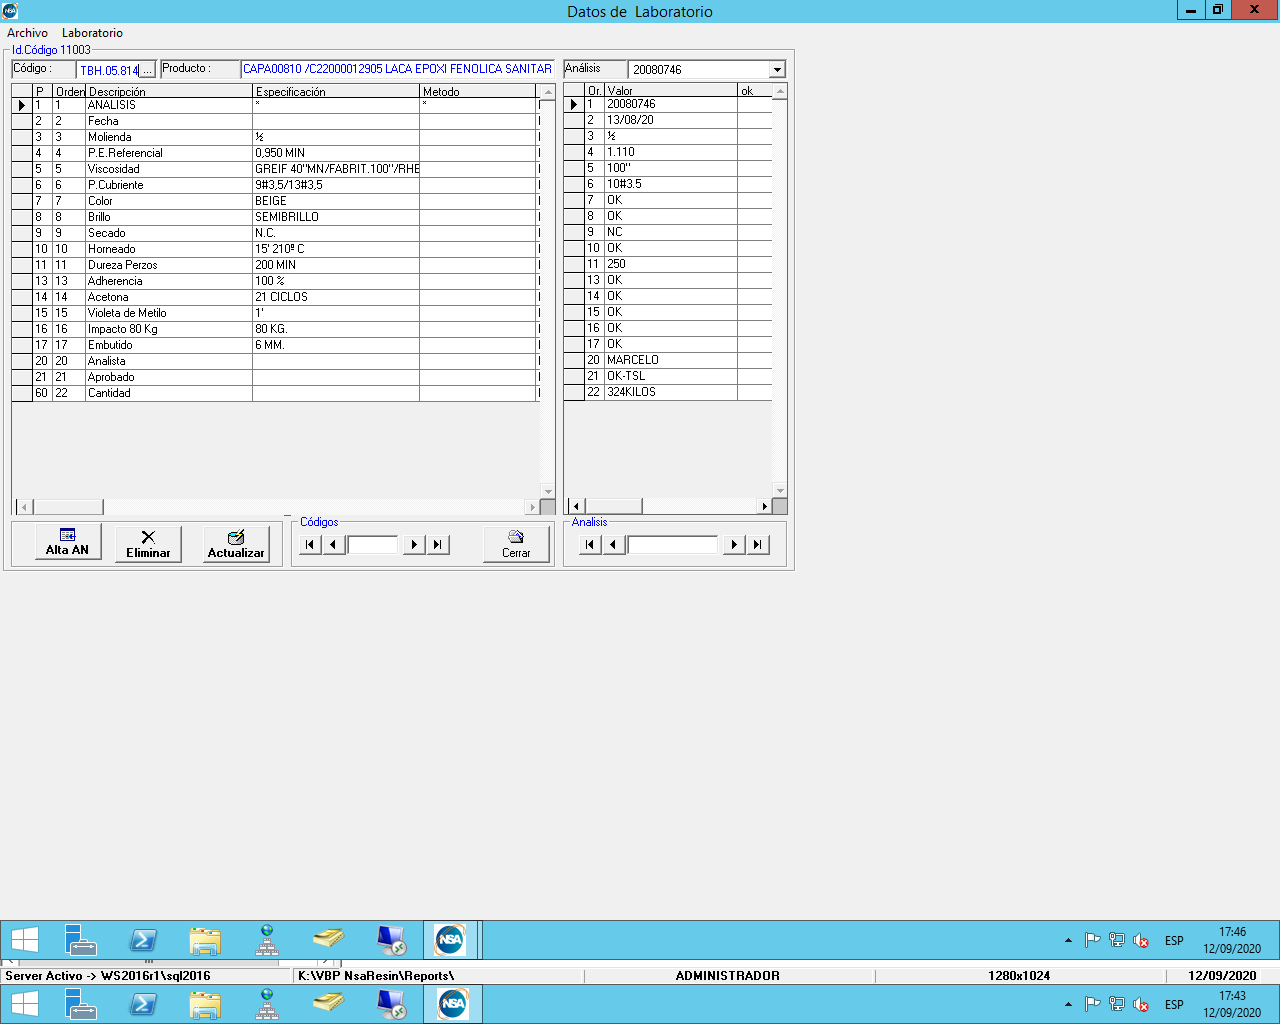 NSA Datos de Laboratorio
Archivo Laboratorio
Id.Código 11003
Código : TBH.05.814 ... Producto : CAPA00810 /C22000012905 LACA EPOXI FENOLICA SANITAR Análisis 20080746
P Orden Descripción Especificación Metodo Or. Valor ok
1 1 ANALISIS * * 1 20080746
2 2 Fecha 2 13/08/20
3 3 Molienda ½ 3 ½
4 4 P.E.Referencial 0,950 MIN 4 1.110
5 5 Viscosidad GREIF 40"MN/FABRIT.100"/RHE 5 100"
6 6 P.Cubriente 9#3,5/13#3,5 6 10#3.5
7 7 Color BEIGE 7 OK
8 8 Brillo SEMIBRILLO 8 OK
9 9 Secado N.C. 9 NC
10 10 Horneado 15' 210º C 10 OK
11 11 Dureza Perzos 200 MIN 11 250
13 13 Adherencia 100 % 13 OK
14 14 Acetona 21 CICLOS 14 OK
15 15 Violeta de Metilo 1' 15 OK
16 16 Impacto 80 Kg 80 KG. 16 OK
17 17 Embutido 6 MM. 17 OK
20 20 Analista 20 MARCELO
21 21 Aprobado 21 OK-TSL
60 22 Cantidad 22 324KILOS
Códigos Analisis
Alta AN Eliminar Actualizar Cerrar
NSA ESP 17:46
12/09/2020
Server Activo -> WS2016r1\sql2016 K:\VBP NsaResin\Reports\ ADMINISTRADOR 1280x1024 12/09/2020
NSA ESP 17:43
12/09/2020